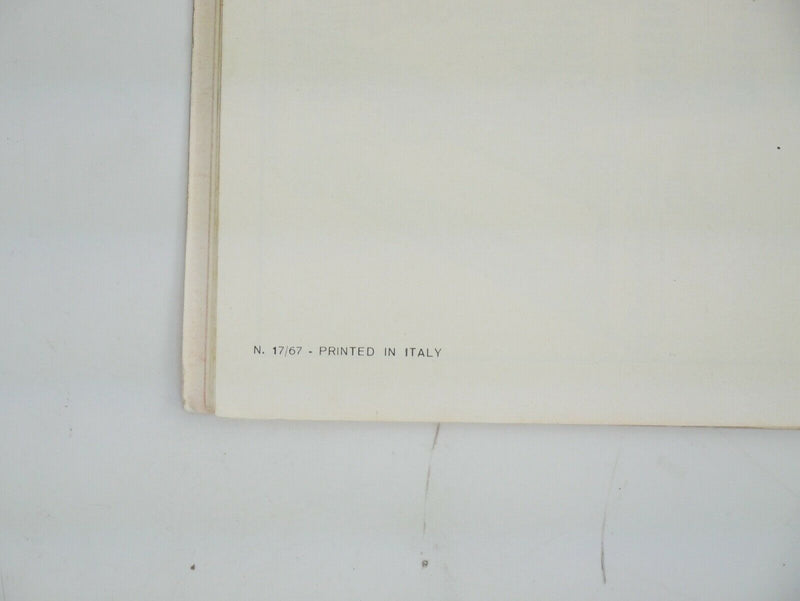 N. 17/67 - PRINTED IN ITALY